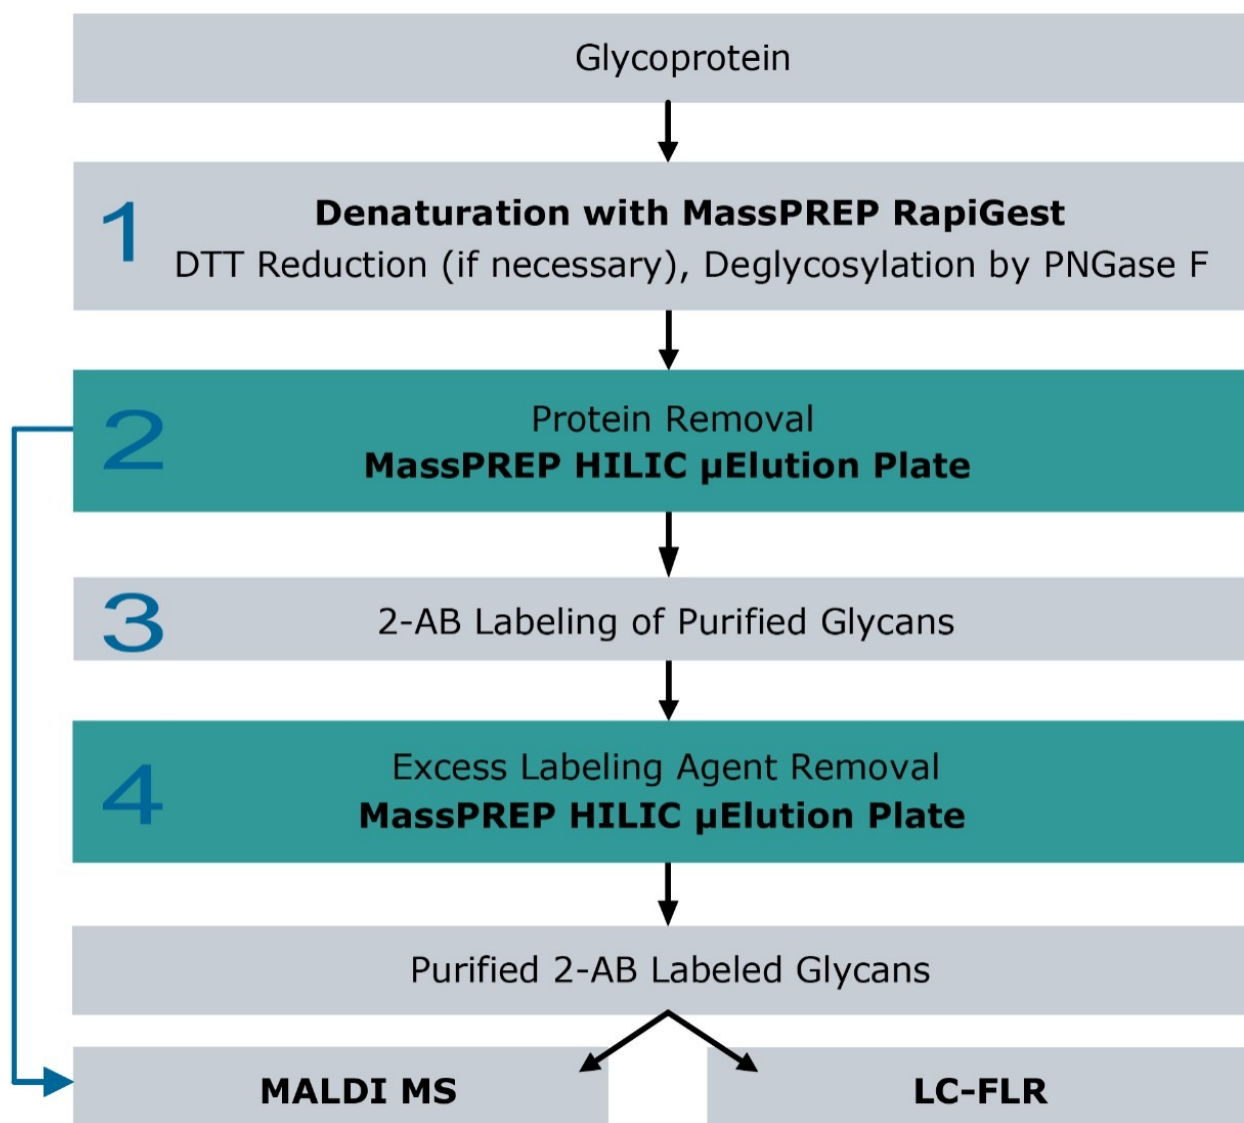 Glycoprotein
1
Denaturation with MassPREP RapiGest
DTT Reduction (if necessary), Deglycosylation by PNGase F
2
Protein Removal
MassPREP HILIC µElution Plate
3
2-AB Labeling of Purified Glycans
4
Excess Labeling Agent Removal
MassPREP HILIC µElution Plate
Purified 2-AB Labeled Glycans
MALDI MS
LC-FLR